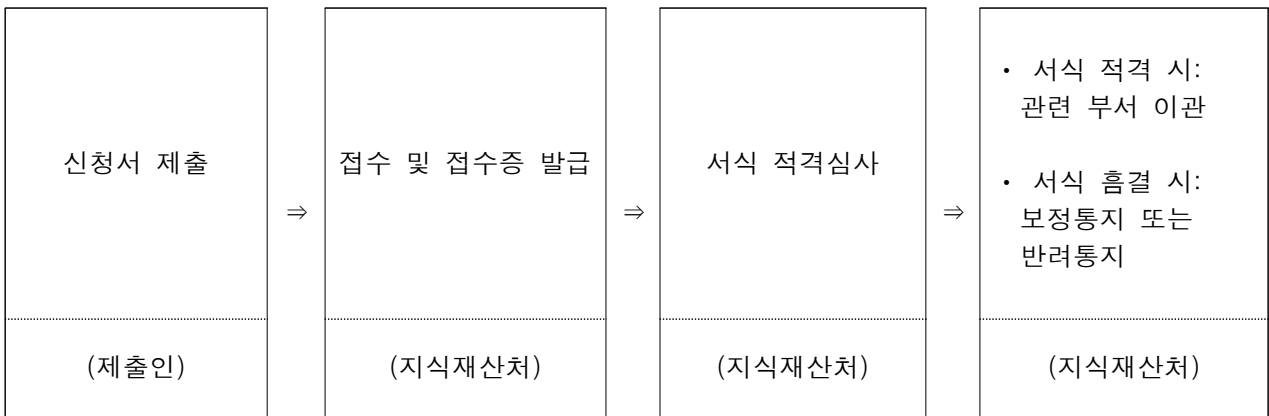 신청서 제출
(제출인)
⇒
접수 및 접수증 발급
(지식재산처)
⇒
서식 적격심사
(지식재산처)
⇒
• 서식 적격 시:
관련 부서 이관
• 서식 흠결 시:
보정통지 또는
반려통지
(지식재산처)